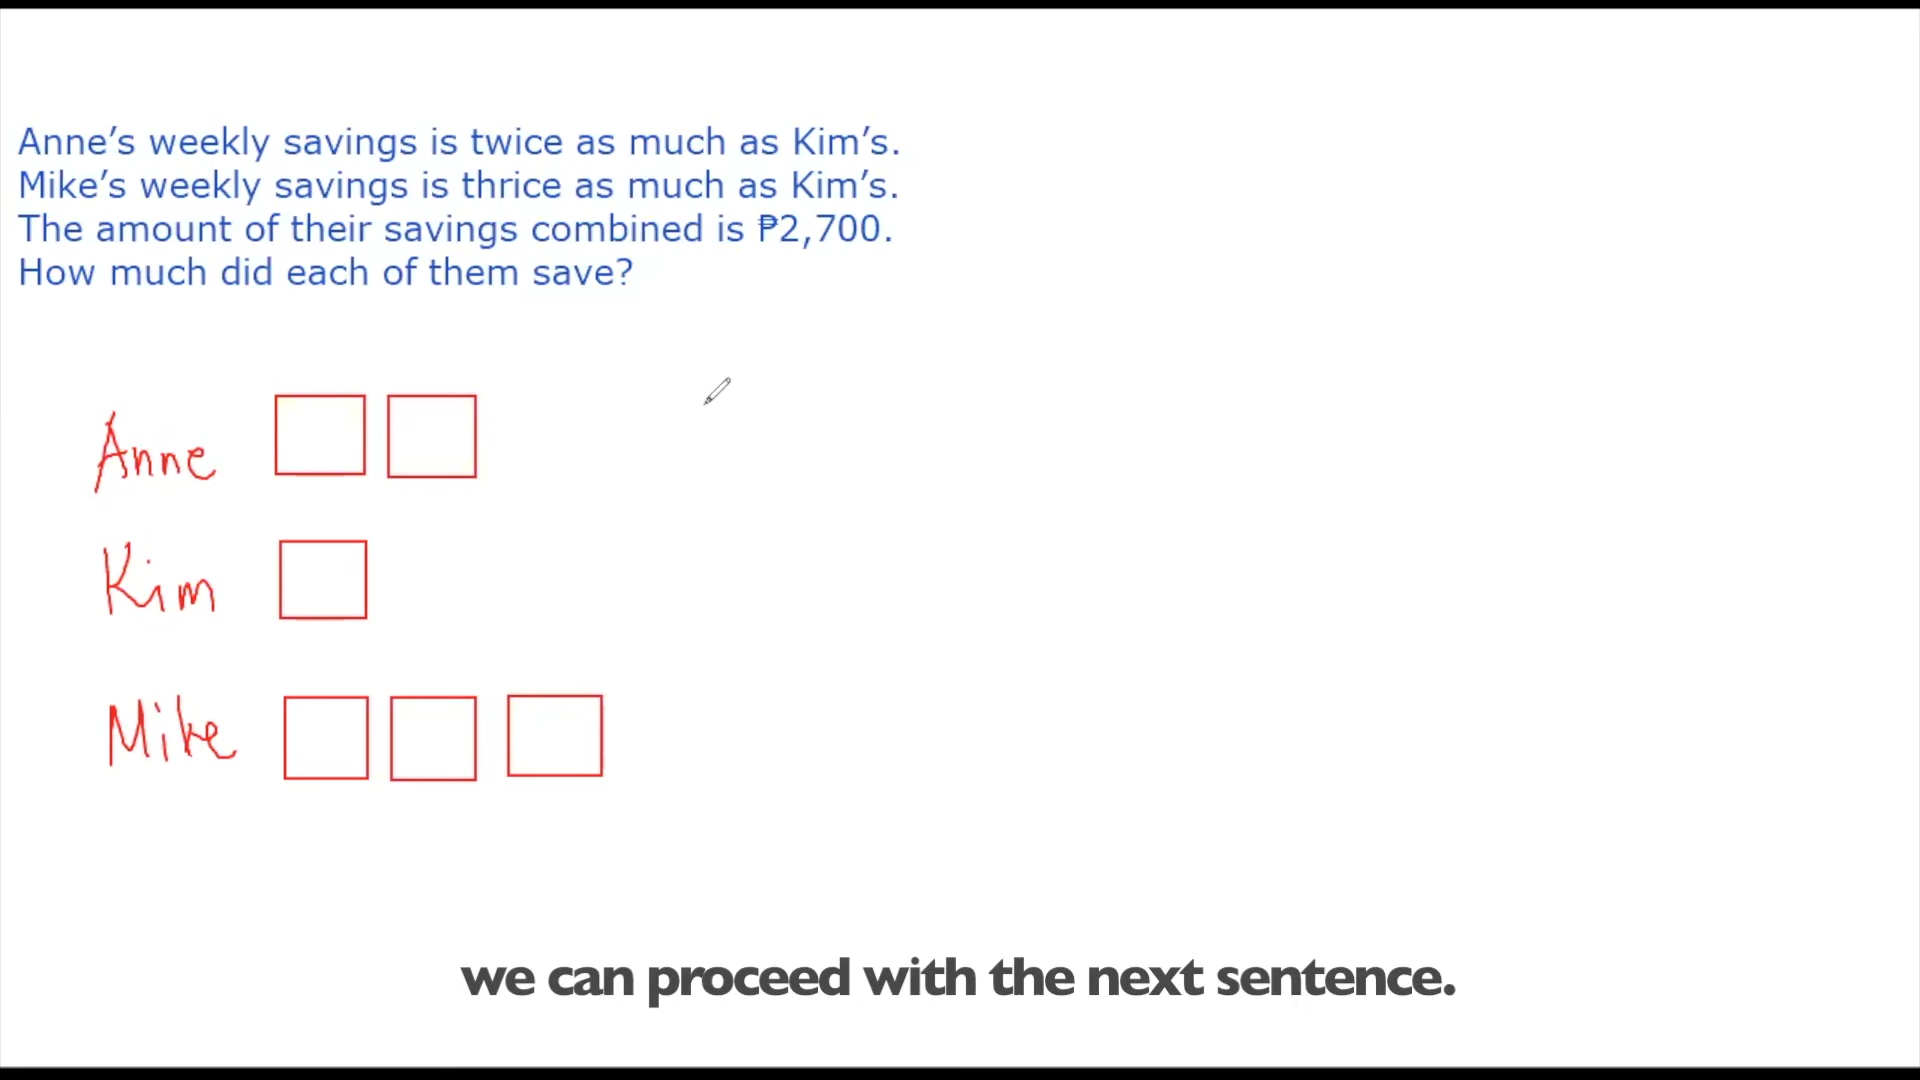 Anne’s weekly savings is twice as much as Kim’s.
Mike’s weekly savings is thrice as much as Kim’s.
The amount of their savings combined is ₱2,700.
How much did each of them save?
Anne
Kim
Mike
we can proceed with the next sentence.